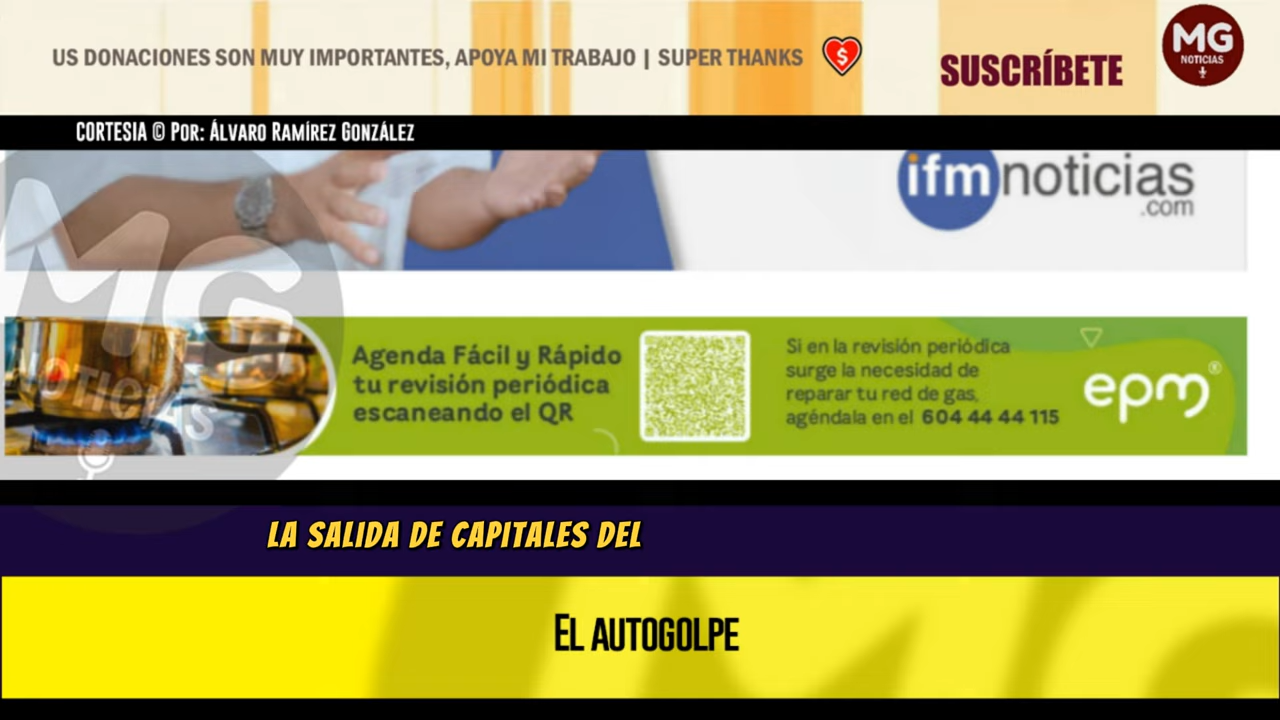 US DONACIONES SON MUY IMPORTANTES, APOYA MI TRABAJO | SUPER THANKS
SUSCRÍBETE
MG
NOTICIAS
CORTESIA © POR: ÁLVARO RAMÍREZ GONZÁLEZ
ifmnoticias
.com
MG
NOTICIAS
Agenda Fácil y Rápido
tu revisión periódica
escaneando el QR
Si en la revisión periódica
surge la necesidad de
reparar tu red de gas,
agéndala en el 604 44 44 115
epm®
LA SALIDA DE CAPITALES DEL
EL AUTOGOLPE